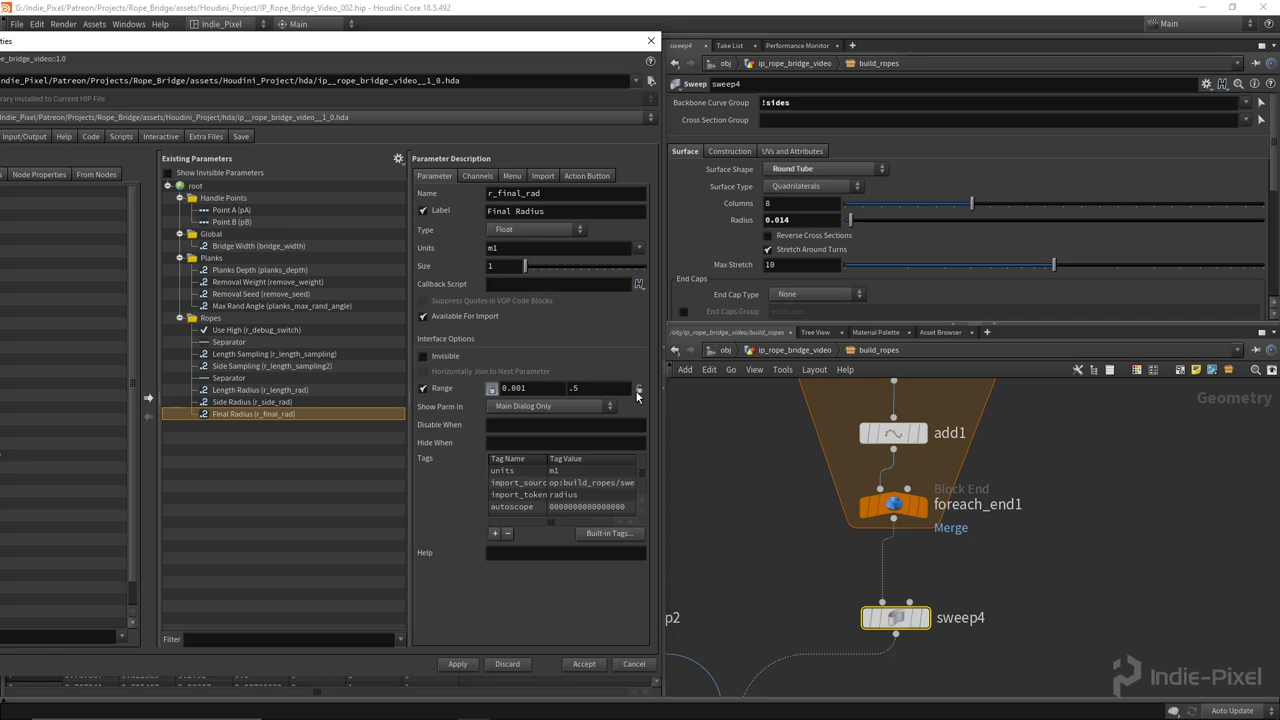 G:/Indie_Pixel/Patreon/Projects/Rope_Bridge/assets/Houdini_Project/IP_Rope_Bridge_Video_002.hip - Houdini Core 18.5.492
File Edit Render Assets Windows Help Indie_Pixel Main Main
ties
pe_bridge_video::1.0
ndie_Pixel/Patreon/Projects/Rope_Bridge/assets/Houdini_Project/hda/ip__rope_bridge_video__1_0.hda
rary installed to Current HIP File
ndie_Pixel/Patreon/Projects/Rope_Bridge/assets/Houdini_Project/hda/ip__rope_bridge_video__1_0.hda
Input/Output Help Code Scripts Interactive Extra Files Save
Node Properties From Nodes
Existing Parameters
Show Invisible Parameters
root
Handle Points
Point A (pA)
Point B (pB)
Global
Bridge Width (bridge_width)
Planks
Planks Depth (planks_depth)
Removal Weight (remove_weight)
Removal Seed (remove_seed)
Max Rand Angle (planks_max_rand_angle)
Ropes
Use High (r_debug_switch)
Separator
Length Sampling (r_length_sampling)
Side Sampling (r_length_sampling2)
Separator
Length Radius (r_length_rad)
Side Radius (r_side_rad)
Final Radius (r_final_rad)
Filter
Parameter Description
Parameter Channels Menu Import Action Button
Name r_final_rad
Label Final Radius
Type Float
Units m1
Size 1
Callback Script
Suppress Quotes in VOP Code Blocks
Available For Import
Interface Options
Invisible
Horizontally Join to Next Parameter
Range 0.001 .5
Show Parm in Main Dialog Only
Disable When
Hide When
Tags Tag Name Tag Value
units m1
import_sourc op:build_ropes/swe
import_token radius
autoscope 0000000000000000
+ − Built-in Tags...
Help
Apply Discard Accept Cancel
sweep4 Take List Performance Monitor
obj ip_rope_bridge_video build_ropes
Sweep sweep4
Backbone Curve Group !sides
Cross Section Group
Surface Construction UVs and Attributes
Surface Shape Round Tube
Surface Type Quadrilaterals
Columns 8
Radius 0.014
Reverse Cross Sections
Stretch Around Turns
Max Stretch 10
End Caps
End Cap Type None
End Caps Group endcaps
/obj/ip_rope_bridge_video/build_ropes Tree View Material Palette Asset Browser
obj ip_rope_bridge_video build_ropes
Add Edit Go View Tools Layout Help
Geometry
add1
Block End
foreach_end1
Merge
p2
sweep4
Indie-Pixel
Auto Update